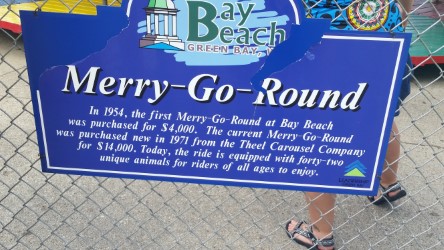 Bay
Beach
GREEN BAY,
Merry-Go-Round
In 1954, the first Merry-Go-Round at Bay Beach
was purchased for $4,000. The current Merry-Go-Round
was purchased new in 1971 from the Theel Carousel Company
for $14,000. Today, the ride is equipped with forty-two
unique animals for riders of all ages to enjoy.